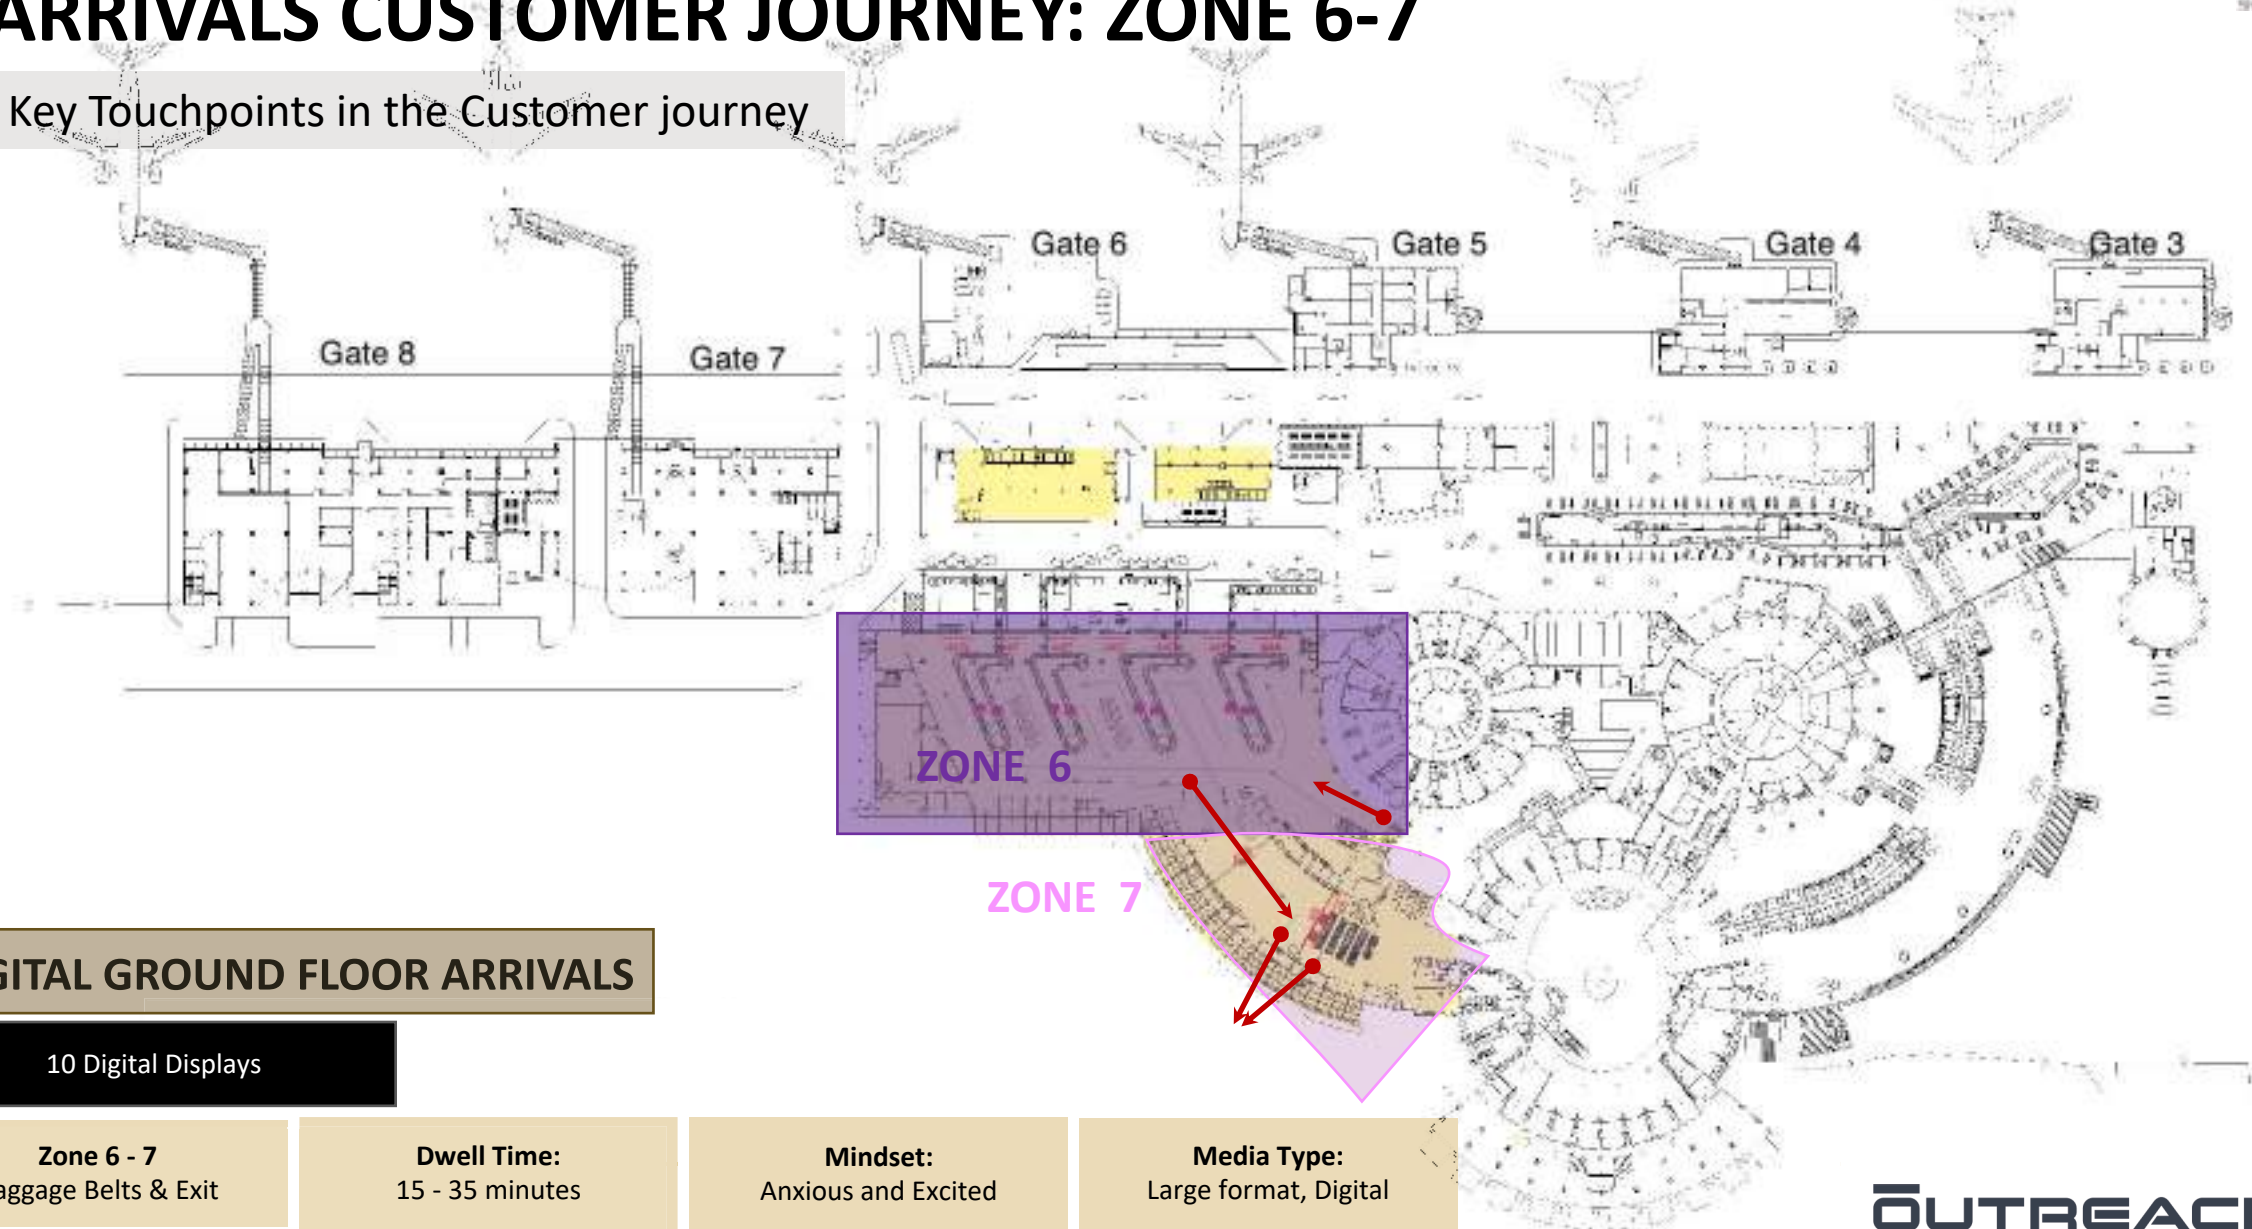 ARRIVALS CUSTOMER JOURNEY: ZONE 6-7
Key Touchpoints in the Customer journey
Gate 6
Gate 5
Gate 4
Gate 3
Gate 8
Gate 7
ZONE 6
ZONE 7
GITAL GROUND FLOOR ARRIVALS
10 Digital Displays
Zone 6 - 7
aggage Belts & Exit
Dwell Time:
15 - 35 minutes
Mindset:
Anxious and Excited
Media Type:
Large format, Digital
OUTREACH